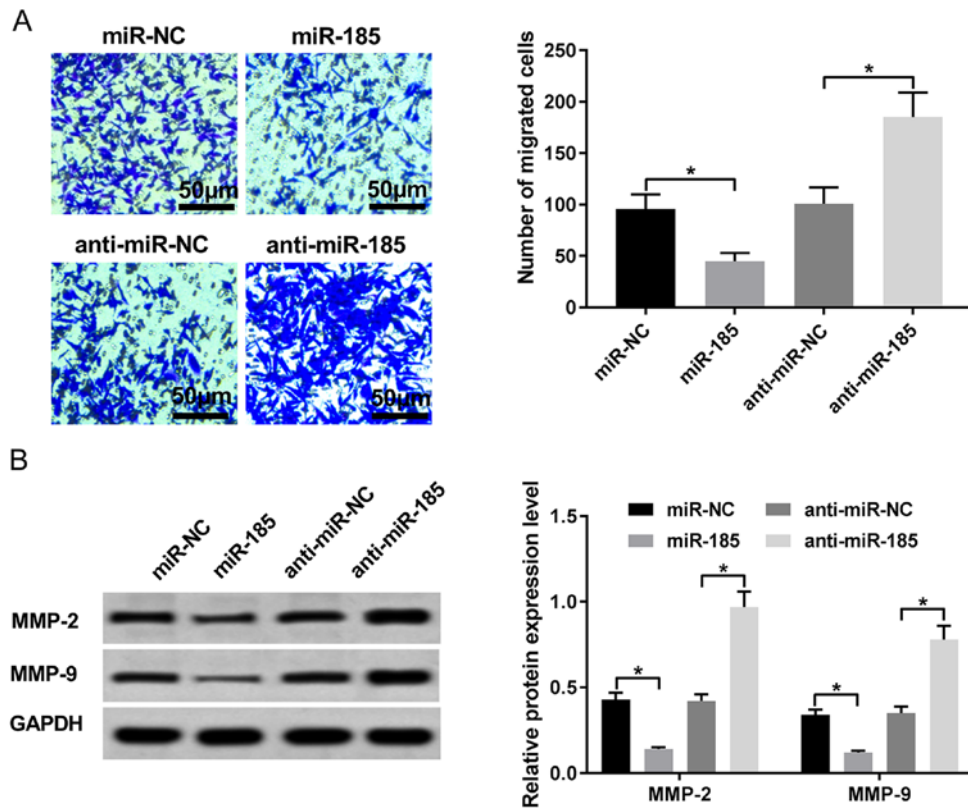 A
miR-NC
miR-185
50μm
50μm
anti-miR-NC
anti-miR-185
50μm
50μm
Number of migrated cells
250
200
150
100
50
0
*
*
miR-NC
miR-185
anti-miR-NC
anti-miR-185
B
miR-NC
miR-185
anti-miR-NC
anti-miR-185
MMP-2
MMP-9
GAPDH
Relative protein expression level
1.5
1.0
0.5
0.0
miR-NC
anti-miR-NC
miR-185
anti-miR-185
*
*
*
*
MMP-2
MMP-9